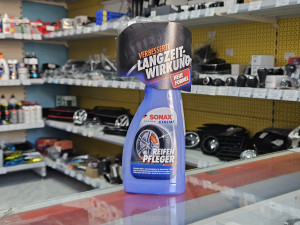 VERBESSERTE
LANGZEIT-
WIRKUNG
NEUE
FORMEL
SONAX
XTREME
REIFEN
PFLEGER